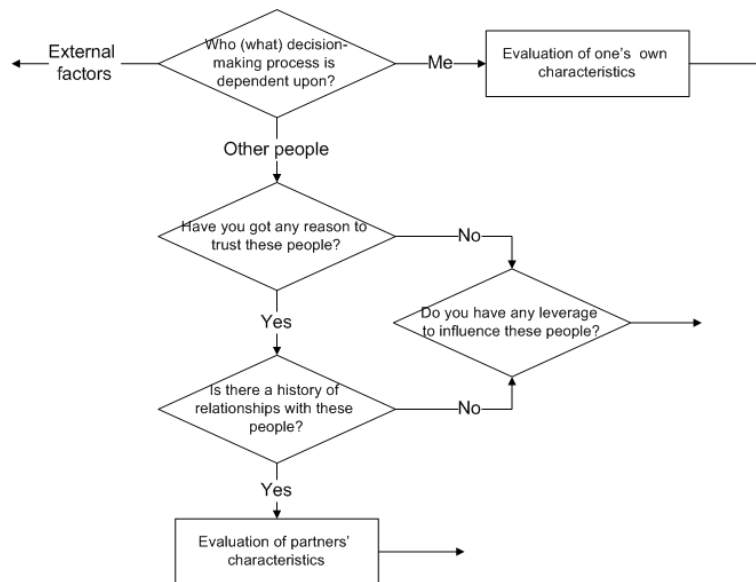 External
factors
Who (what) decision-
making process is
dependent upon?
Me
Evaluation of one's own
characteristics
Other people
Have you got any reason to
trust these people?
No
Do you have any leverage
to influence these people?
Yes
Is there a history of
relationships with these
people?
No
Yes
Evaluation of partners'
characteristics